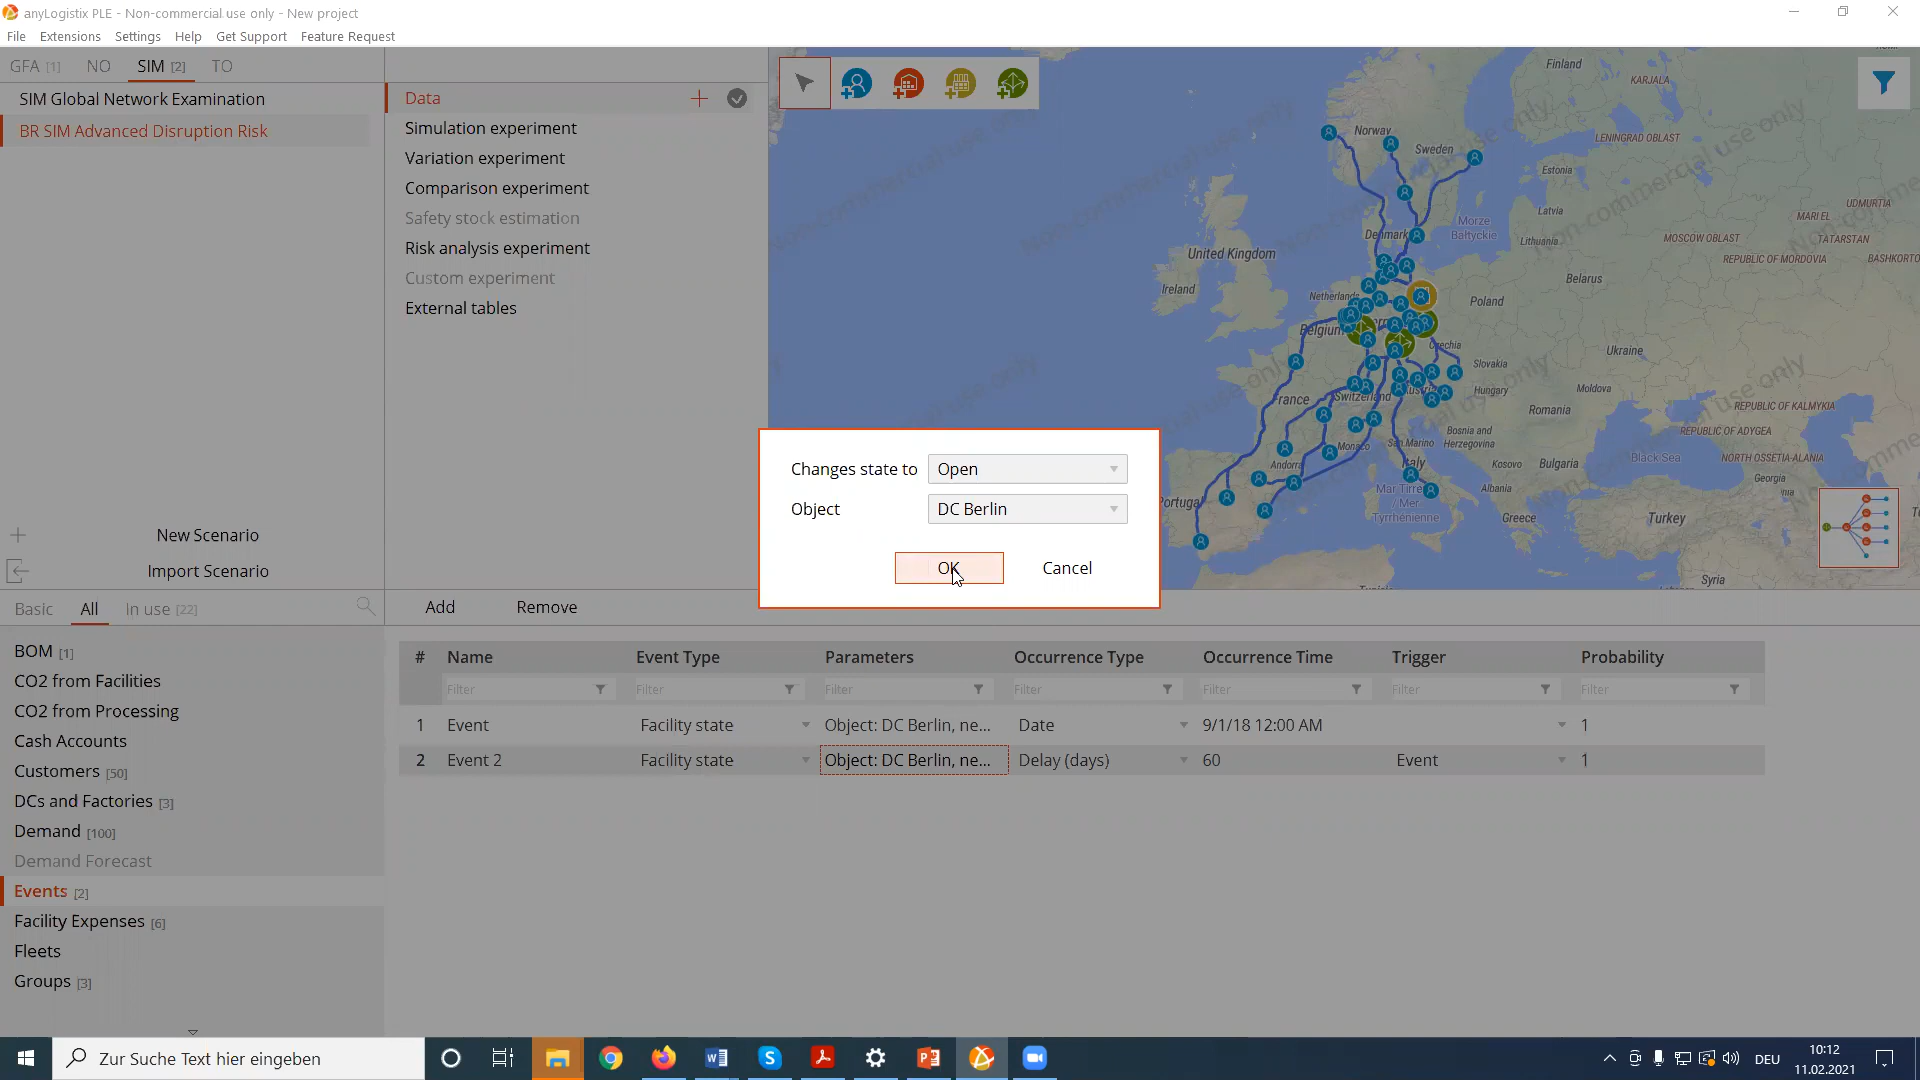 anyLogistix PLE - Non-commercial use only - New project
File Extensions Settings Help Get Support Feature Request
GFA [1] NO SIM [2] TO
SIM Global Network Examination
BR SIM Advanced Disruption Risk
Data
Simulation experiment
Variation experiment
Comparison experiment
Safety stock estimation
Risk analysis experiment
Custom experiment
External tables
New Scenario
Import Scenario
Finland
KARJALA
Norway
Sweden
LENINGRAD OBLAST
Estonia
Latvia
UDMURTIA
MARI EL
Morze Bałtyckie
Denmark
Lithuania
MOSCOW OBLAST
TATARSTAN
REPUBLIC OF MORDOVIA
BASHKORTO
United Kingdom
Ireland
Belarus
Netherlands
Poland
Belgium
Czechia
Ukraine
Slovakia
France
Switzerland
Hungary
Moldova
Romania
REPUBLIC OF KALMYKIA
Monaco
San Marino
Bosnia and Herzegovina
REPUBLIC OF ADYGEA
Andorra
Italy
Kosovo
Bulgaria
Black Sea
NORTH OSSETIA-ALANIA
Georgia
Portugal
Albania
Mar Tirreno / Mer Tyrrhénienne
Greece
Turkey
Syria
Non-commercial use only
Changes state to Open
Object DC Berlin
OK Cancel
Basic All In use [22]
Add Remove
BOM [1]
CO2 from Facilities
CO2 from Processing
Cash Accounts
Customers [50]
DCs and Factories [3]
Demand [100]
Demand Forecast
Events [2]
Facility Expenses [6]
Fleets
Groups [3]
# Name Event Type Parameters Occurrence Type Occurrence Time Trigger Probability
Filter Filter Filter Filter Filter Filter Filter
1 Event Facility state Object: DC Berlin, ne... Date 9/1/18 12:00 AM 1
2 Event 2 Facility state Object: DC Berlin, ne... Delay (days) 60 Event 1
Zur Suche Text hier eingeben
DEU
10:12
11.02.2021